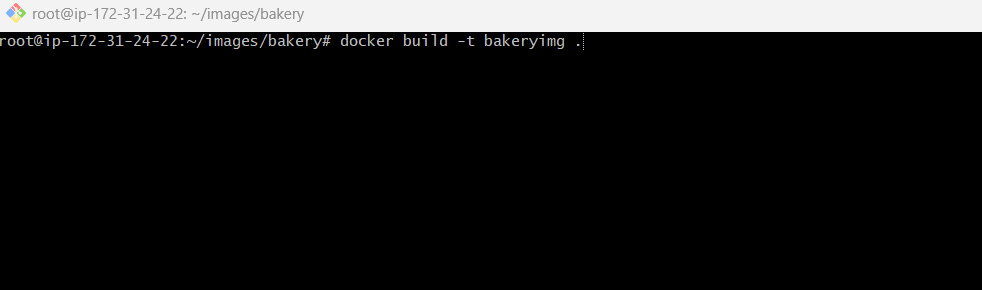 root@ip-172-31-24-22: ~/images/bakery
root@ip-172-31-24-22:~/images/bakery# docker build -t bakeryimg .